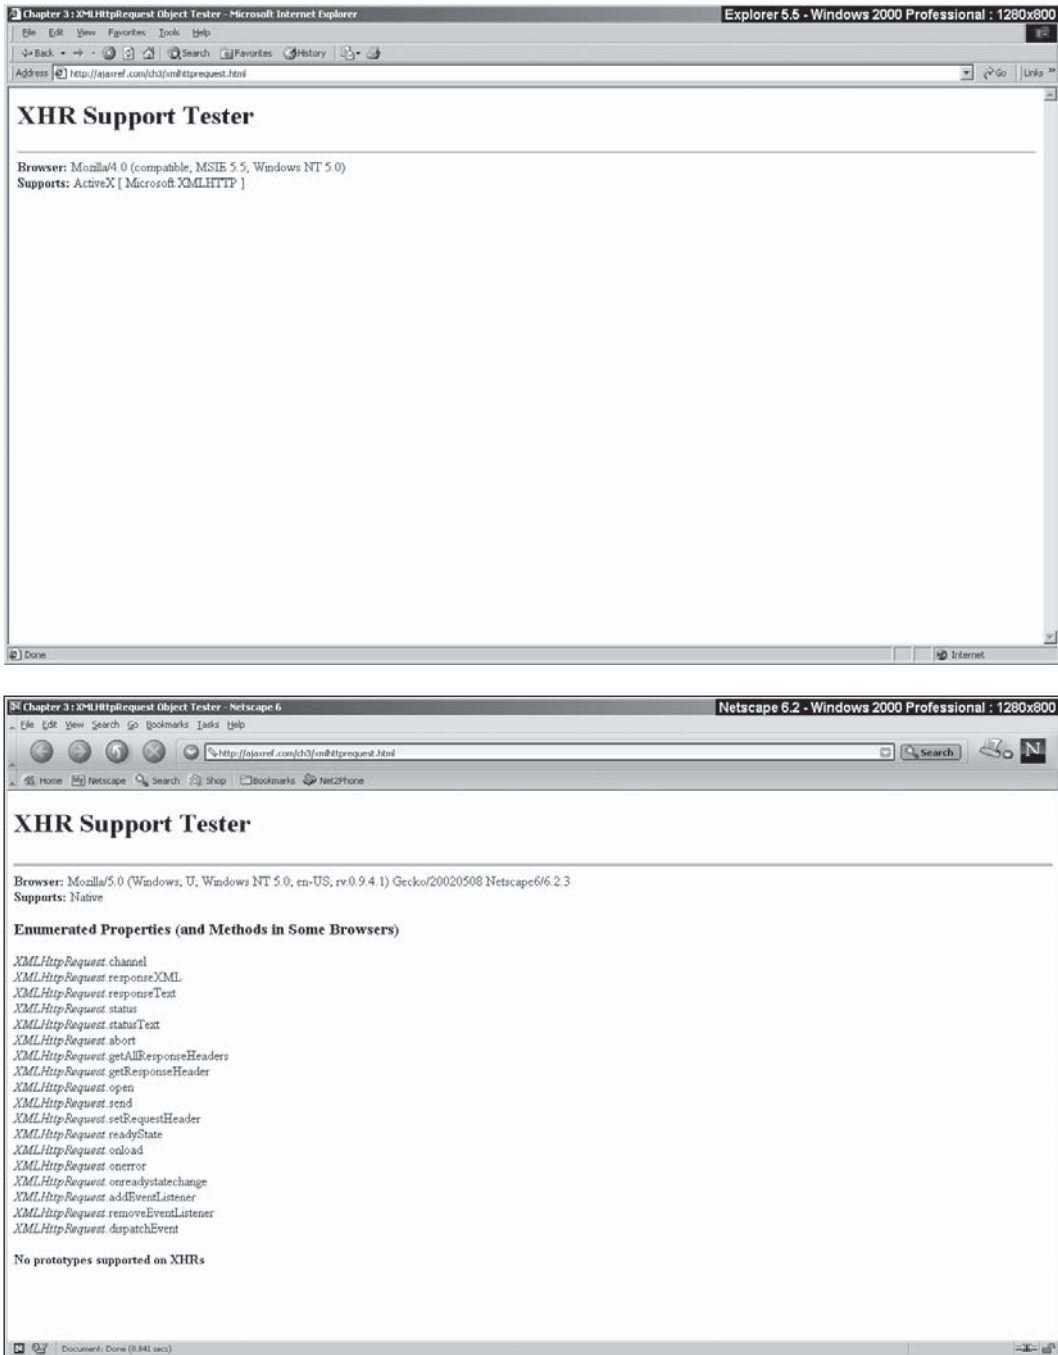 Chapter 3 : XMLHttpRequest Object Tester - Microsoft Internet Explorer
Explorer 5.5 - Windows 2000 Professional : 1280x800
File Edit View Favorites Tools Help
Back Search Favorites History
Address http://ajaxref.com/ch3/xmlhttprequest.html Go Links »
XHR Support Tester
Browser: Mozilla/4.0 (compatible; MSIE 5.5; Windows NT 5.0)
Supports: ActiveX [ Microsoft.XMLHTTP ]
Done Internet
Chapter 3 : XMLHttpRequest Object Tester - Netscape 6
Netscape 6.2 - Windows 2000 Professional : 1280x800
File Edit View Search Go Bookmarks Tasks Help
http://ajaxref.com/ch3/xmlhttprequest.html Search N
Home My Netscape Search Shop Bookmarks Net2Phone
XHR Support Tester
Browser: Mozilla/5.0 (Windows; U; Windows NT 5.0; en-US; rv:0.9.4.1) Gecko/20020508 Netscape6/6.2.3
Supports: Native
Enumerated Properties (and Methods in Some Browsers)
XMLHttpRequest.channel
XMLHttpRequest.responseXML
XMLHttpRequest.responseText
XMLHttpRequest.status
XMLHttpRequest.statusText
XMLHttpRequest.abort
XMLHttpRequest.getAllResponseHeaders
XMLHttpRequest.getResponseHeader
XMLHttpRequest.open
XMLHttpRequest.send
XMLHttpRequest.setRequestHeader
XMLHttpRequest.readyState
XMLHttpRequest.onload
XMLHttpRequest.onerror
XMLHttpRequest.onreadystatechange
XMLHttpRequest.addEventListener
XMLHttpRequest.removeEventListener
XMLHttpRequest.dispatchEvent
No prototypes supported on XHRs
Document: Done (0.841 secs)